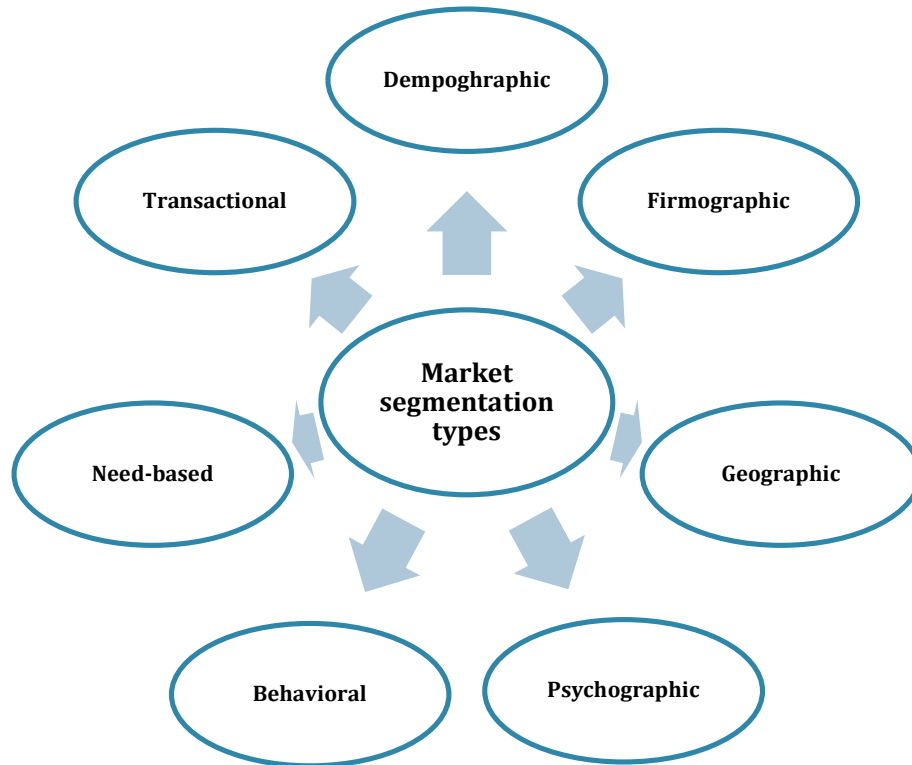 Dempoghraphic
Transactional
Firmographic
Market
segmentation
types
Need-based
Geographic
Behavioral
Psychographic